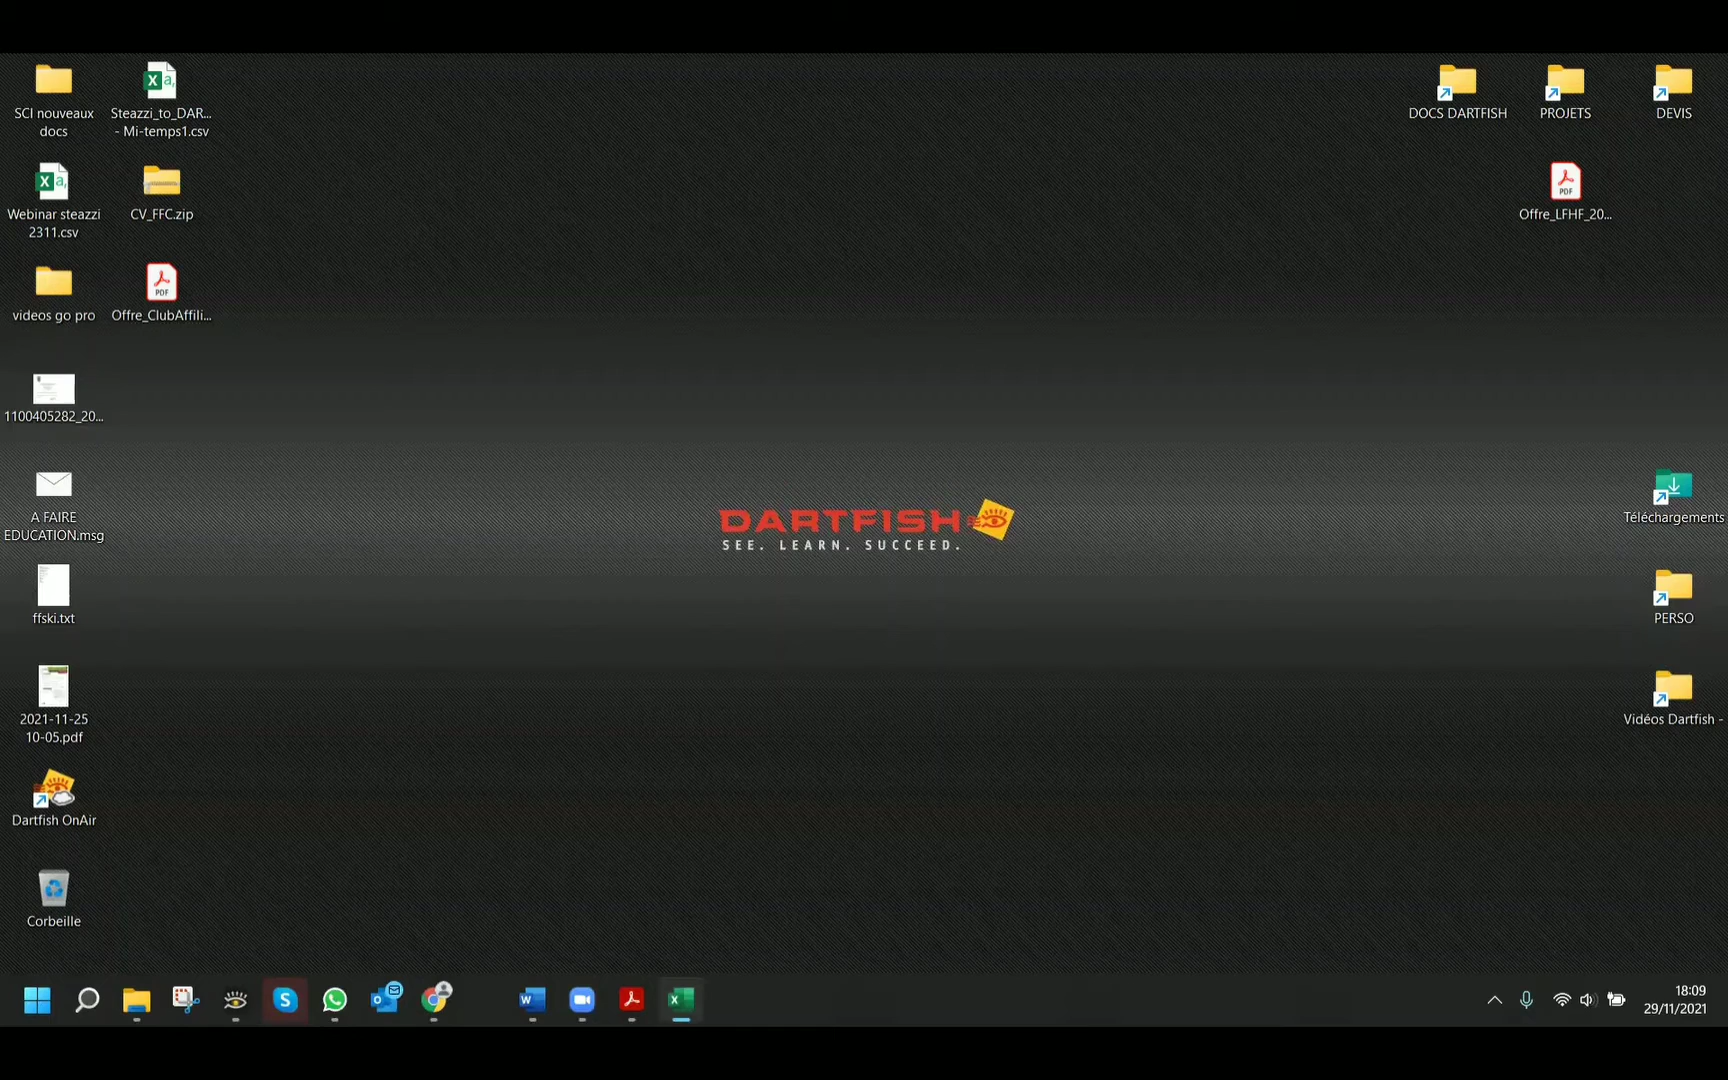 SCI nouveaux
docs
Steazzi_to_DAR...
- Mi-temps1.csv
DOCS DARTFISH
PROJETS
DEVIS
Webinar steazzi
2311.csv
CV_FFC.zip
PDF
Offre_LFHF_20...
videos go pro
PDF
Offre_ClubAffili...
1100405282_20...
A FAIRE
EDUCATION.msg
DARTFISH
SEE. LEARN. SUCCEED.
Téléchargements
ffski.txt
PERSO
2021-11-25
10-05.pdf
Vidéos Dartfish -
Dartfish OnAir
Corbeille
18:09
29/11/2021